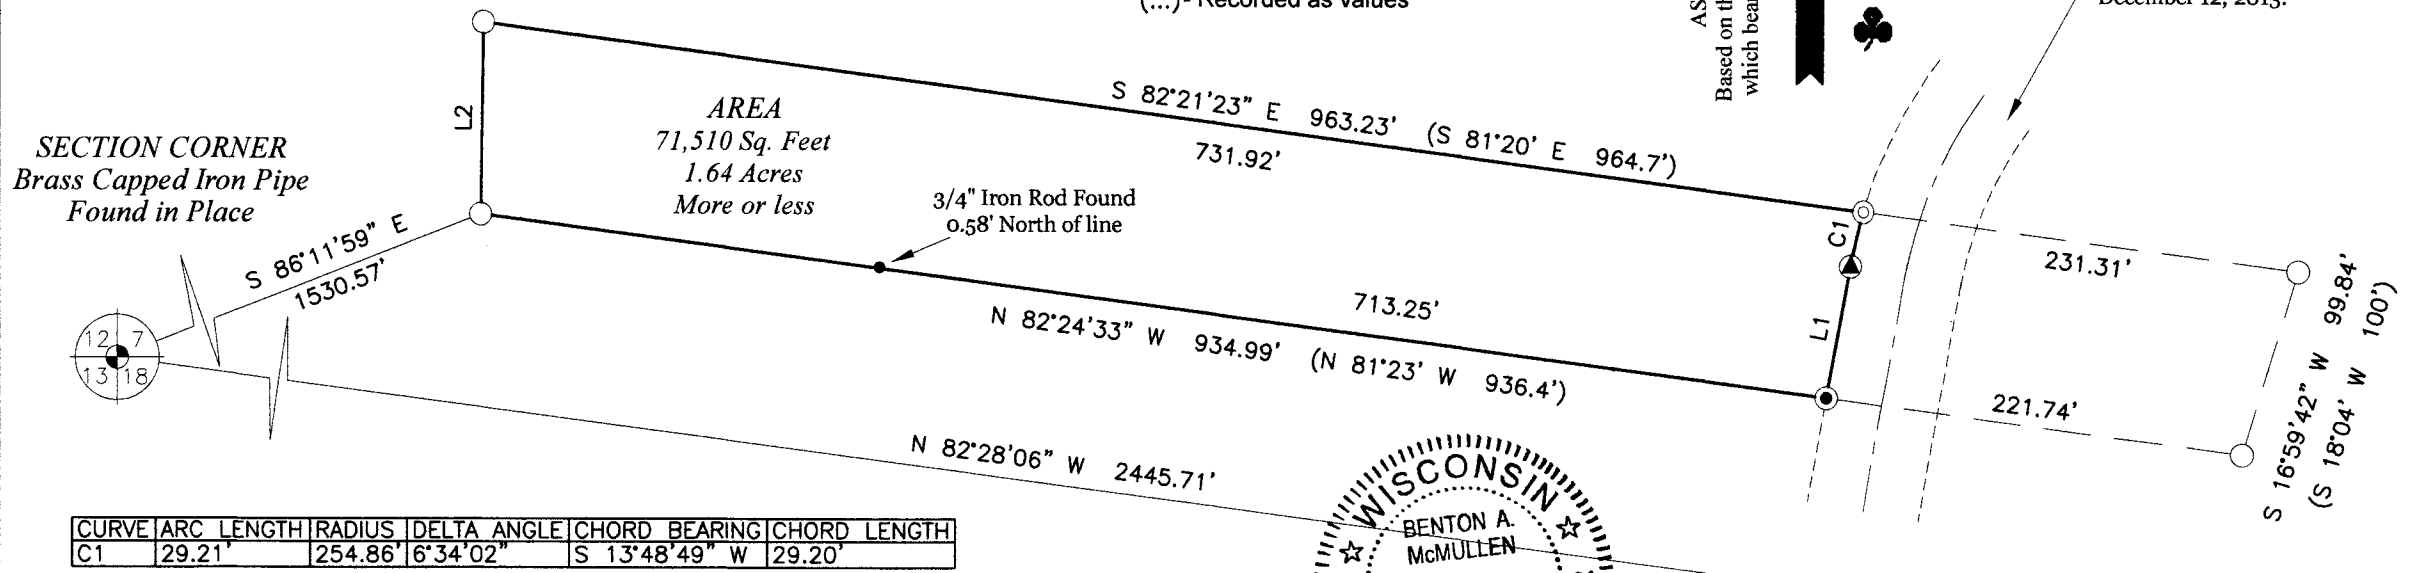 (...)- Recorded as values
December 12, 2013.
AS
Based on th
which bear
L2
AREA
71,510 Sq. Feet
1.64 Acres
More or less
S 82°21'23" E 963.23' (S 81°20' E 964.7')
731.92'
SECTION CORNER
Brass Capped Iron Pipe
Found in Place
3/4" Iron Rod Found
0.58' North of line
S 86°11'59" E
1530.57'
C1
L1
231.31'
713.25'
N 82°24'33" W 934.99' (N 81°23' W 936.4')
221.74'
S 16°59'42" W 99.84'
(S 18°04' W 100')
12 7
13 18
N 82°28'06" W 2445.71'
WISCONSIN
BENTON A.
McMULLEN
CURVE ARC LENGTH RADIUS DELTA ANGLE CHORD BEARING CHORD LENGTH
C1 29.21' 254.86' 6°34'02" S 13°48'49" W 29.20'